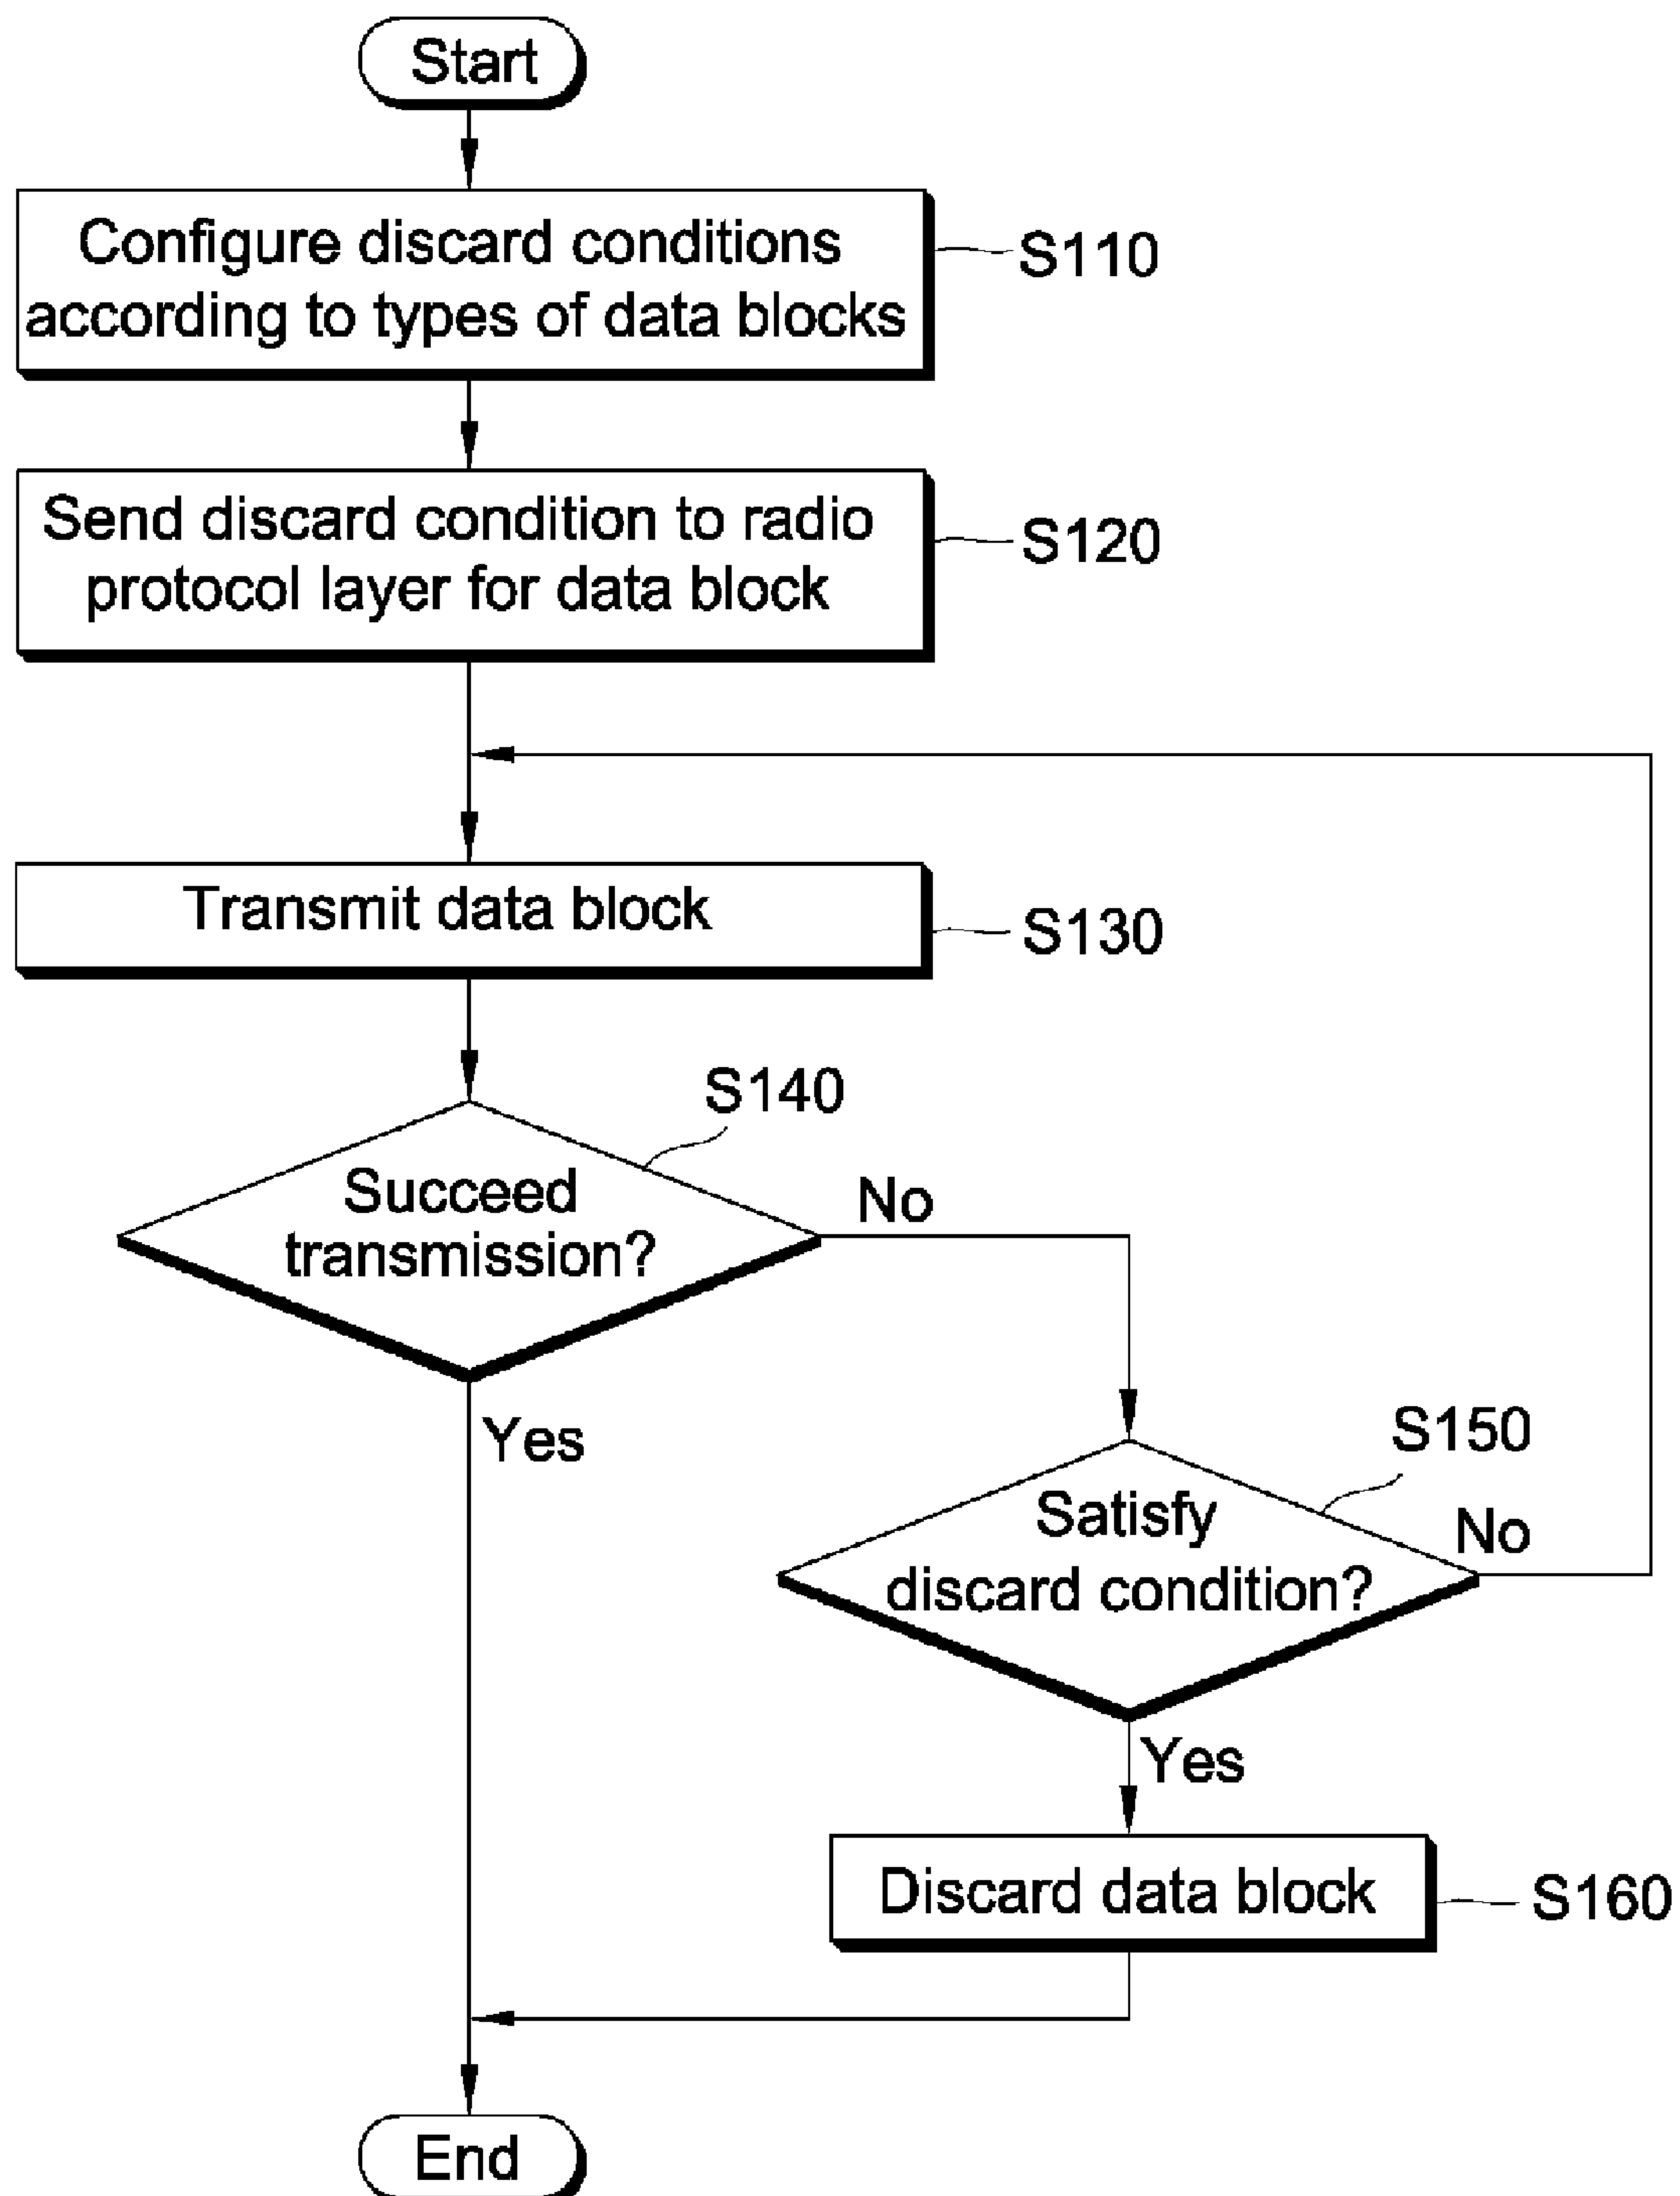 Start
Configure discard conditions
according to types of data blocks
S110
Send discard condition to radio
protocol layer for data block
S120
Transmit data block
S130
S140
Succeed
transmission?
No
Yes
S150
Satisfy
discard condition?
No
Yes
Discard data block
S160
End